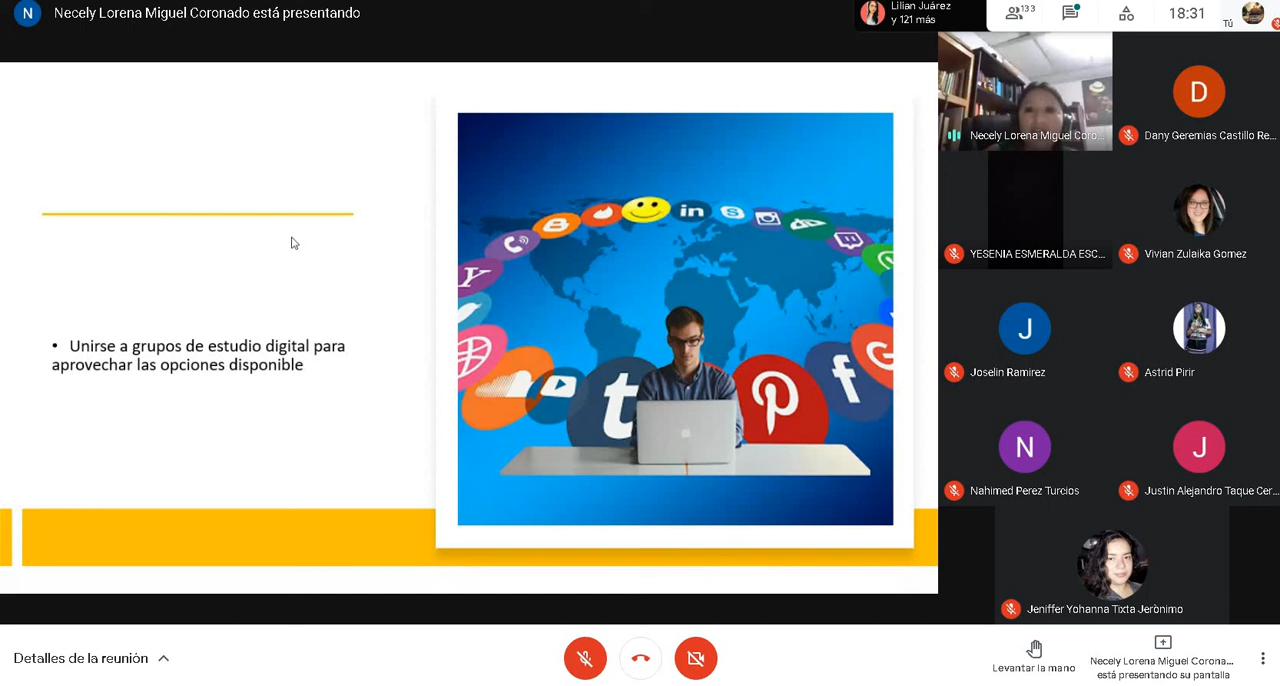 N
Necely Lorena Miguel Coronado está presentando
Lilian Juárez
y 121 más
133
18:31
Tú
Necely Lorena Miguel Coro...
D
Dany Geremias Castillo Re...
YESENIA ESMERALDA ESC...
Vivian Zulaika Gomez
J
Joselin Ramirez
Astrid Pirir
N
Nahimed Perez Turcios
J
Justin Alejandro Taque Cer...
Jeniffer Yohanna Tixta Jerònimo
• Unirse a grupos de estudio digital para
aprovechar las opciones disponible
in
S
Y
t
f
G
Detalles de la reunión
Levantar la mano
Necely Lorena Miguel Corona...
está presentando su pantalla